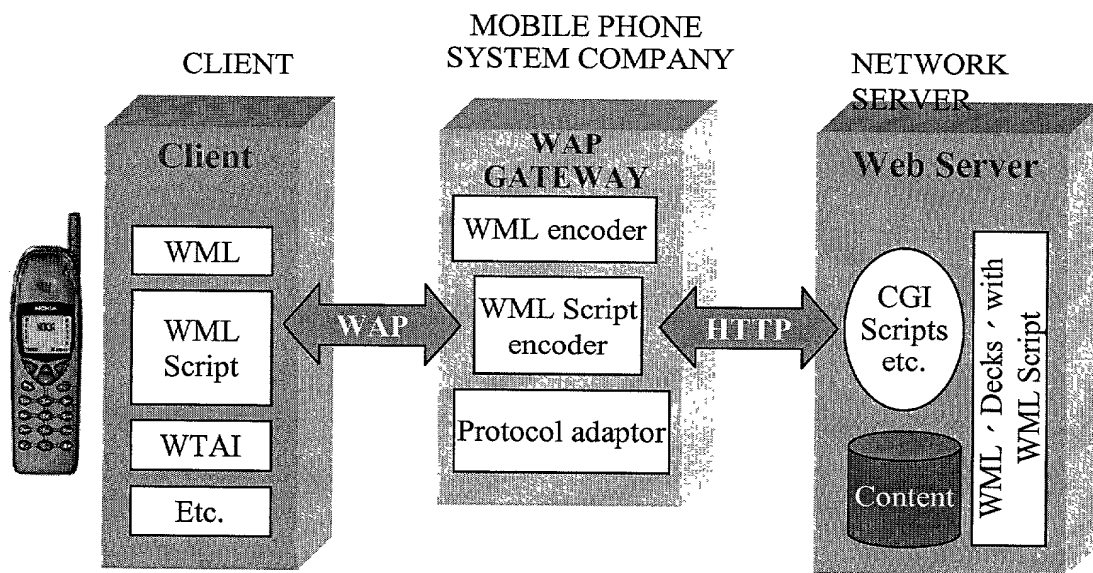 MOBILE PHONE
SYSTEM COMPANY
CLIENT
NETWORK
SERVER
Client
WML
WML
Script
WTAI
Etc.
NOKIA
WAP
WAP
GATEWAY
WML encoder
WML Script
encoder
Protocol adaptor
HTTP
Web Server
CGI
Scripts
etc.
Content
WML , Decks , with
WML Script